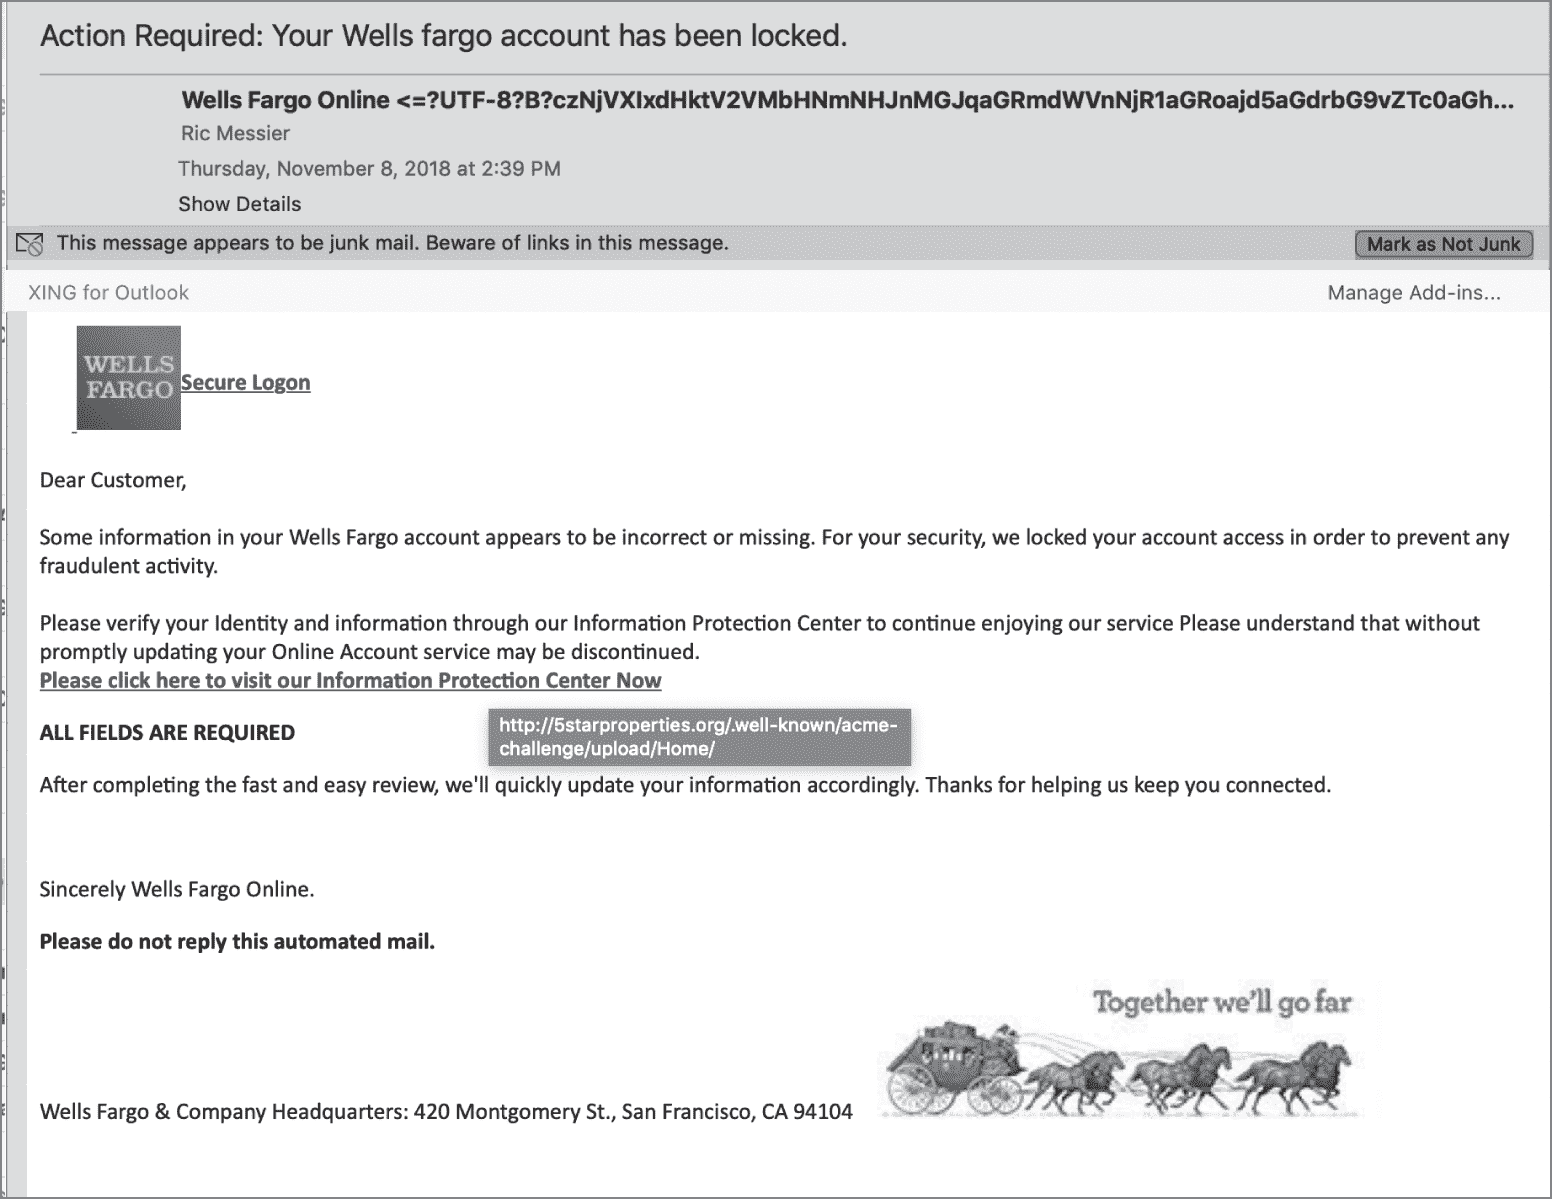 Action Required: Your Wells fargo account has been locked.
Wells Fargo Online <=?UTF-8?B?czNjVXIxdHktV2VMbHNmNHJnMGJqaGRmdWVnNjR1aGRoajd5aGdrbG9vZTc0aGh...
Ric Messier
Thursday, November 8, 2018 at 2:39 PM
Show Details
This message appears to be junk mail. Beware of links in this message.
Mark as Not Junk
XING for Outlook
Manage Add-ins...
WELLS
FARGO
Secure Logon
Dear Customer,
Some information in your Wells Fargo account appears to be incorrect or missing. For your security, we locked your account access in order to prevent any
fraudulent activity.
Please verify your Identity and information through our Information Protection Center to continue enjoying our service Please understand that without
promptly updating your Online Account service may be discontinued.
Please click here to visit our Information Protection Center Now
http://5starproperties.org/.well-known/acme-
challenge/upload/Home/
ALL FIELDS ARE REQUIRED
After completing the fast and easy review, we'll quickly update your information accordingly. Thanks for helping us keep you connected.
Sincerely Wells Fargo Online.
Please do not reply this automated mail.
Together we'll go far
Wells Fargo & Company Headquarters: 420 Montgomery St., San Francisco, CA 94104